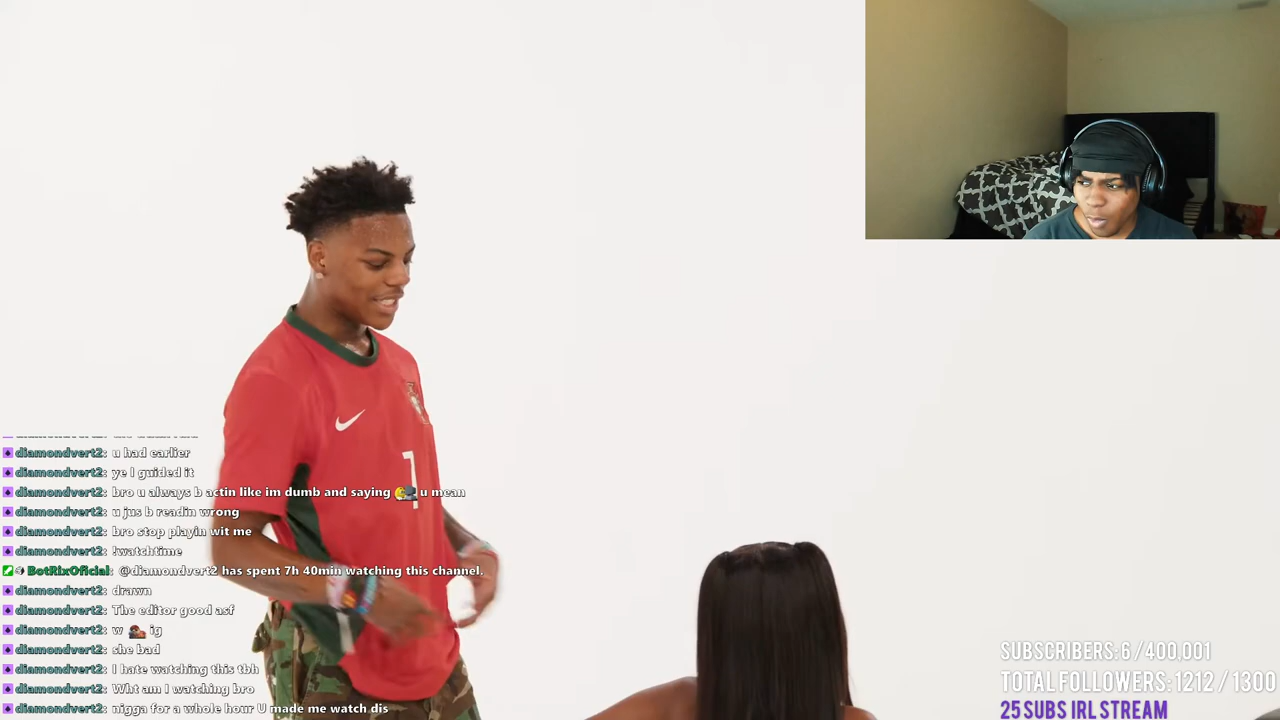 7
diamondvert2: u had earlier
diamondvert2: ye I guided it
diamondvert2: bro u always b actin like im dumb and saying u mean
diamondvert2: u jus b readin wrong
diamondvert2: bro stop playin wit me
diamondvert2: !watchtime
BotRixOficial: @diamondvert2 has spent 7h 40min watching this channel.
diamondvert2: drawn
diamondvert2: The editor good asf
diamondvert2: w ig
diamondvert2: she bad
diamondvert2: I hate watching this tbh
diamondvert2: Wht am I watching bro
diamondvert2: nigga for a whole hour U made me watch dis
SUBSCRIBERS: 6 / 400,001
TOTAL FOLLOWERS: 1212 / 1300
25 SUBS IRL STREAM